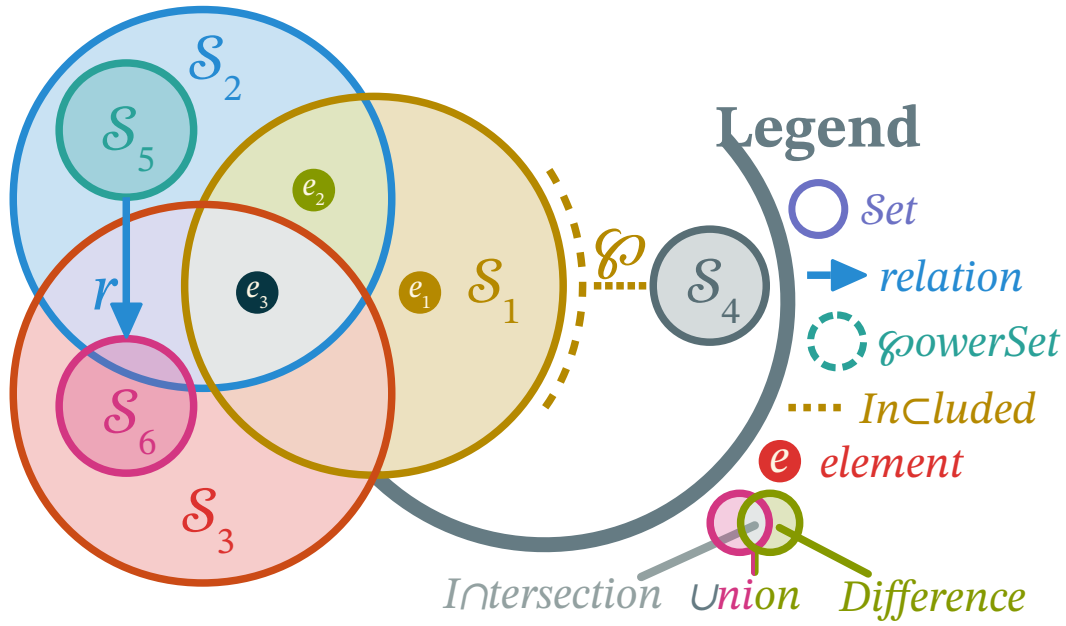 𝒮₂
𝒮₅
e₂
r
e₃
e₁
𝒮₁
℘
𝒮₄
𝒮₆
𝒮₃
Legend
𝒮et
relation
℘owerSet
In⊂luded
e element
I∩tersection
∪nion
Difference